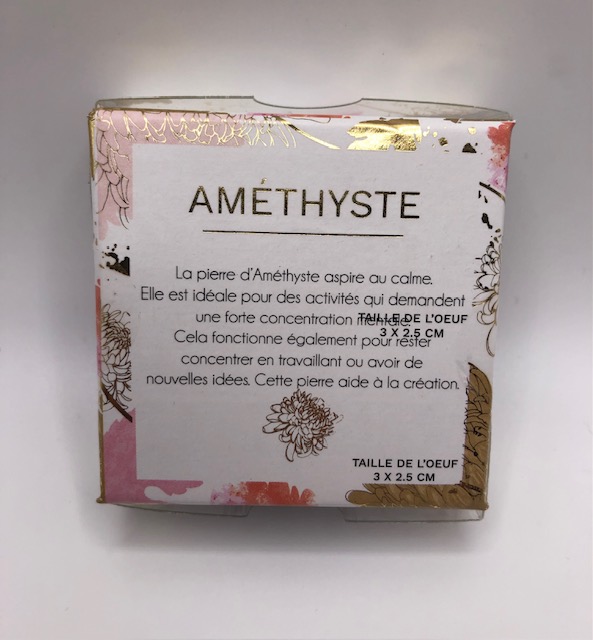 AMÉTHYSTE
La pierre d'Améthyste aspire au calme.
Elle est idéale pour des activités qui demandent
une forte concentration mentale.
TAILLE DE L'OEUF
3 X 2.5 CM
Cela fonctionne également pour rester
concentrer en travaillant ou avoir de
nouvelles idées. Cette pierre aide à la création.
TAILLE DE L'OEUF
3 X 2.5 CM